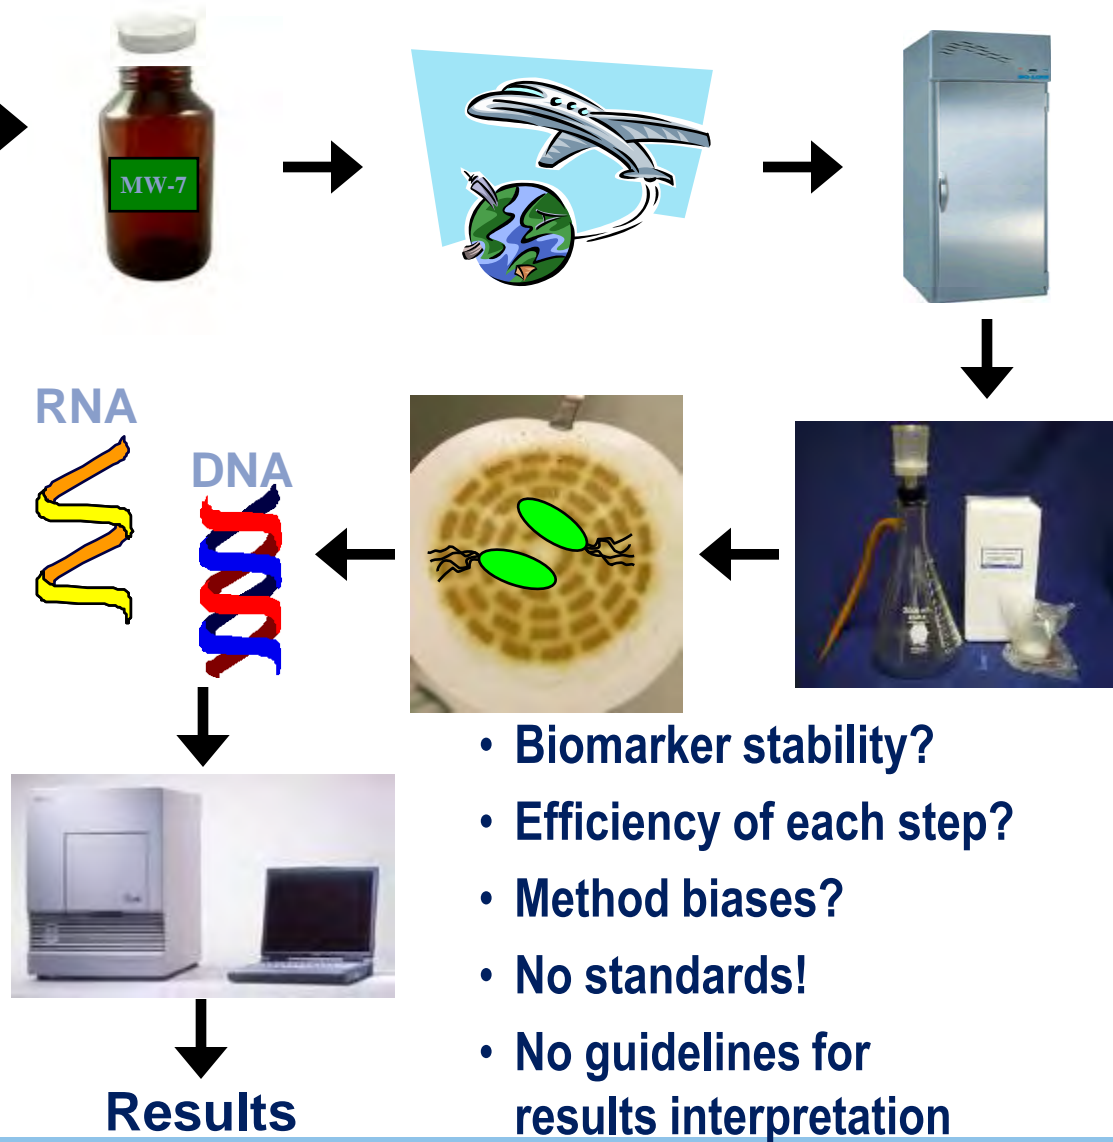 MW-7
RNA
DNA
• Biomarker stability?
• Efficiency of each step?
• Method biases?
• No standards!
• No guidelines for
results interpretation
Results